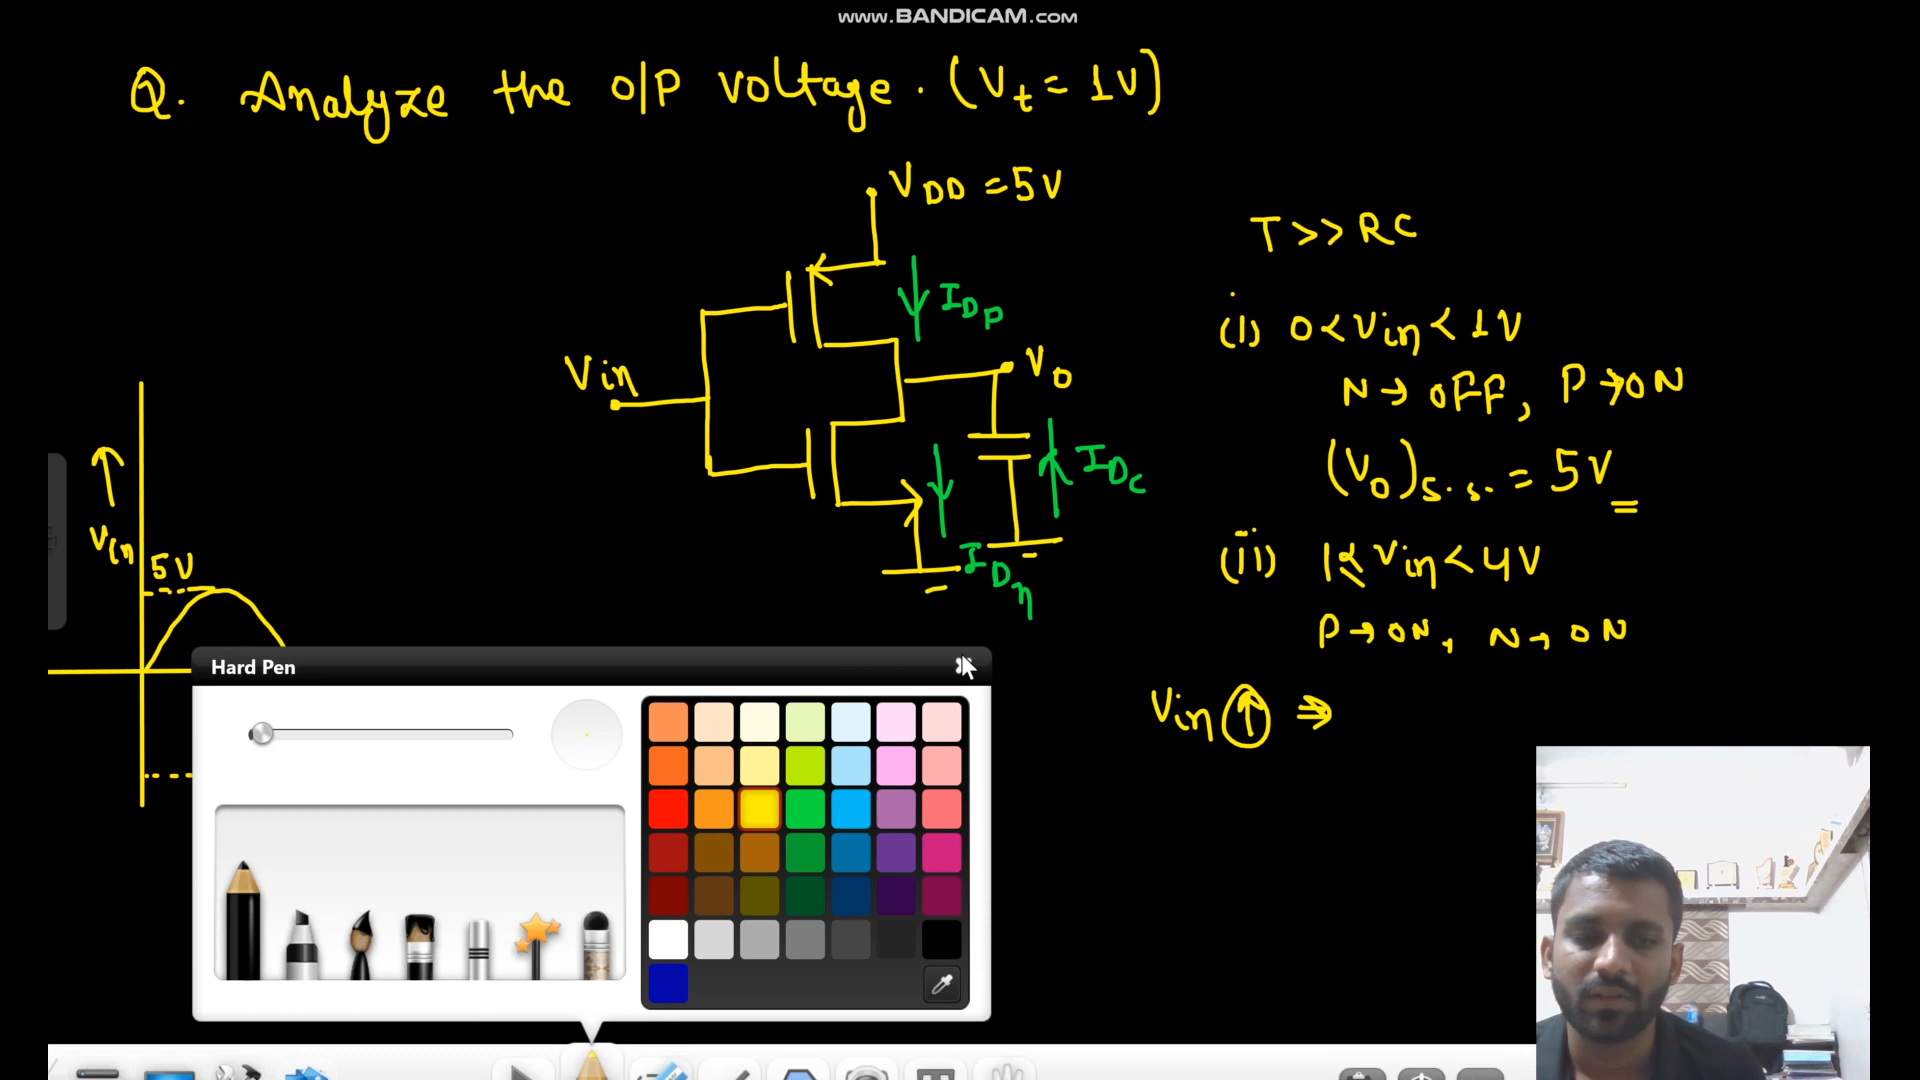 www.BANDICAM.com
Q. Analyze the o/p voltage. (Vt = 1V)
VDD = 5V
IDp
Vin
Vo
IDc
IDn
Vin
5V
T >> RC
(i) 0 < Vin < 1V
N → OFF, P → ON
(Vo)s.s. = 5V
(ii) 1 < Vin < 4V
P → ON, N → ON
Vin ↑ ⇒
Hard Pen